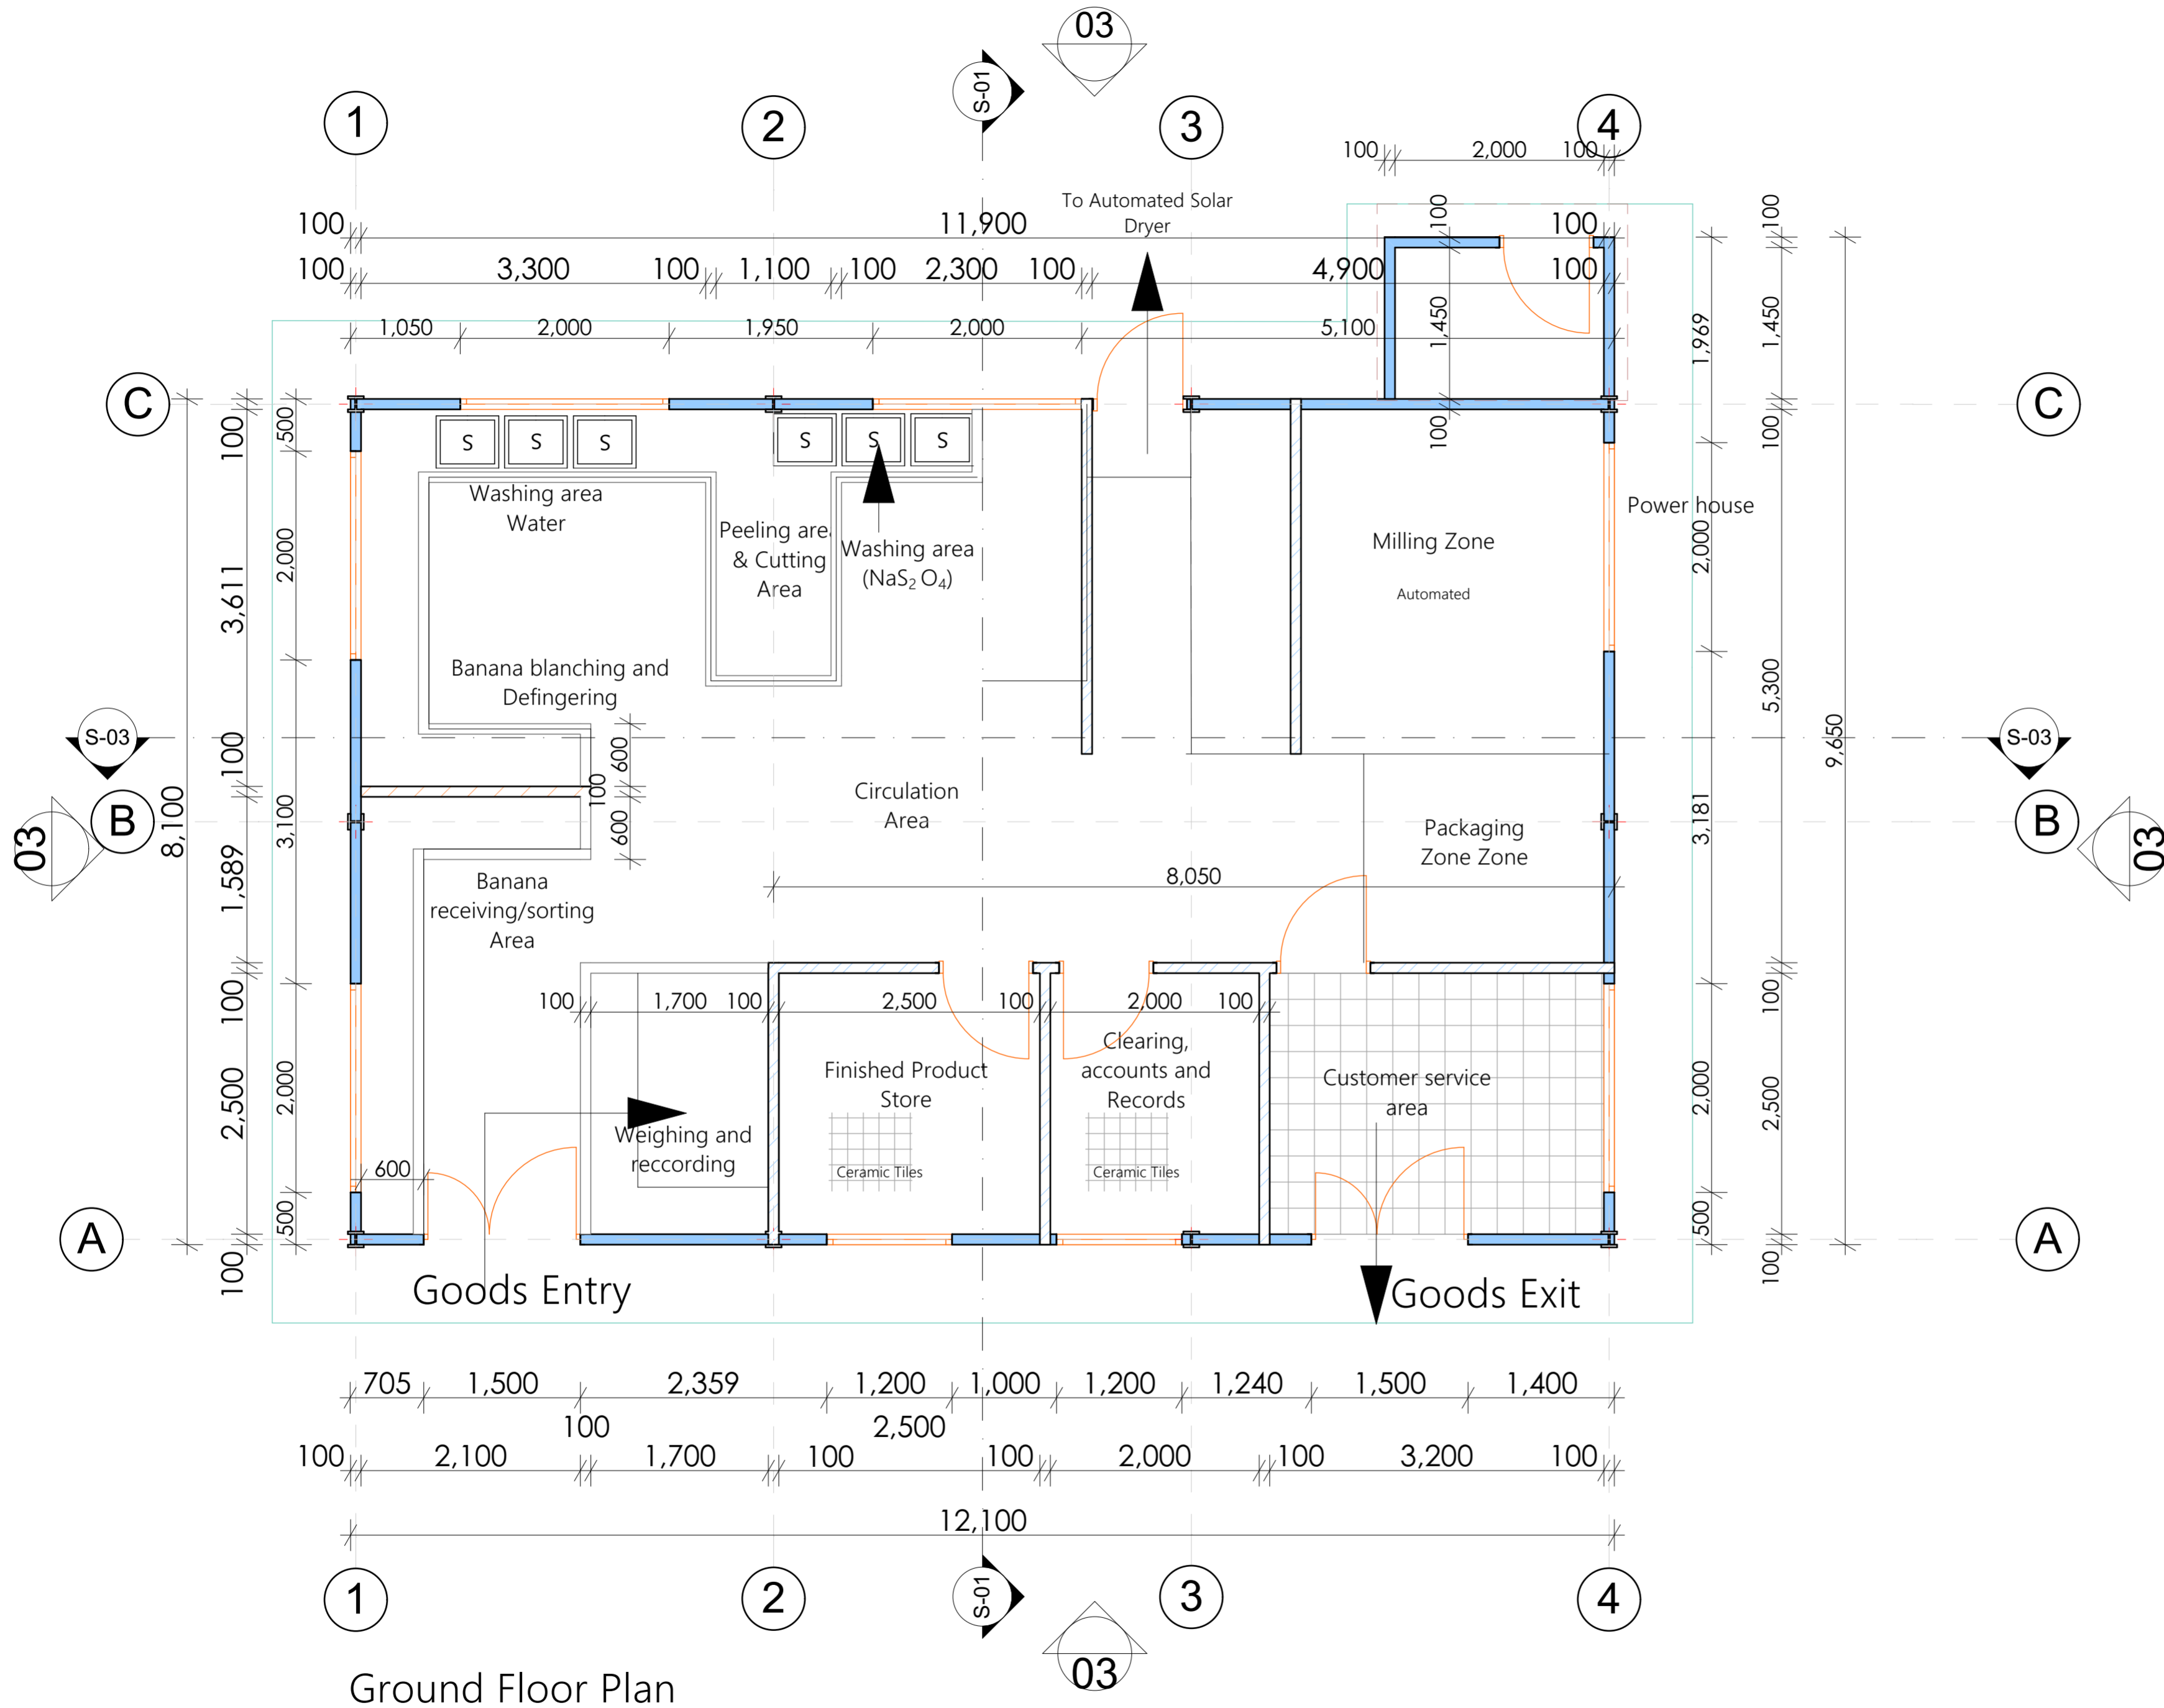 03
S-01
1
2
3
4
100 2,000 100
To Automated Solar
Dryer
100 11,900 100
100
100
100 3,300 100 1,100 100 2,300 100 4,900 100
1,050 2,000 1,950 2,000 5,100
1,450
1,969
1,450
C
C
100
500
100
100
S S S S S S
Washing area
Water
Peeling are
& Cutting
Area
Washing area
(NaS₂ O₄)
Milling Zone
Automated
Power house
2,000
2,000
3,611
5,300
9,650
Banana blanching and
Defingering
S-03
S-03
100
600
100
600
B
B
03
03
8,100
3,100
3,181
Circulation
Area
Packaging
Zone Zone
1,589
8,050
Banana
receiving/sorting
Area
100
100
100 1,700 100 2,500 100 2,000 100
Finished Product
Store
Clearing,
accounts and
Records
Customer service
area
2,500
2,000
2,000
2,500
Weighing and
reccording
Ceramic Tiles
Ceramic Tiles
600
500
500
A
A
100
100
Goods Entry
Goods Exit
705 1,500 2,359 1,200 1,000 1,200 1,240 1,500 1,400
100 2,500
100 2,100 1,700 100 100 2,000 100 3,200 100
12,100
1
2
S-01
3
4
03
Ground Floor Plan